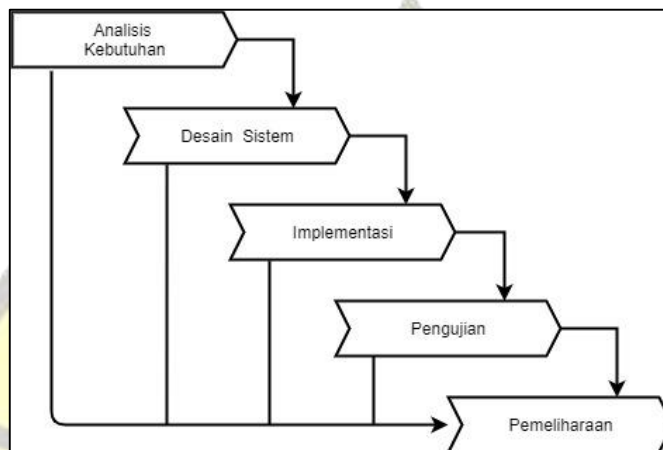 Analisis
Kebutuhan
Desain Sistem
Implementasi
Pengujian
Pemeliharaan